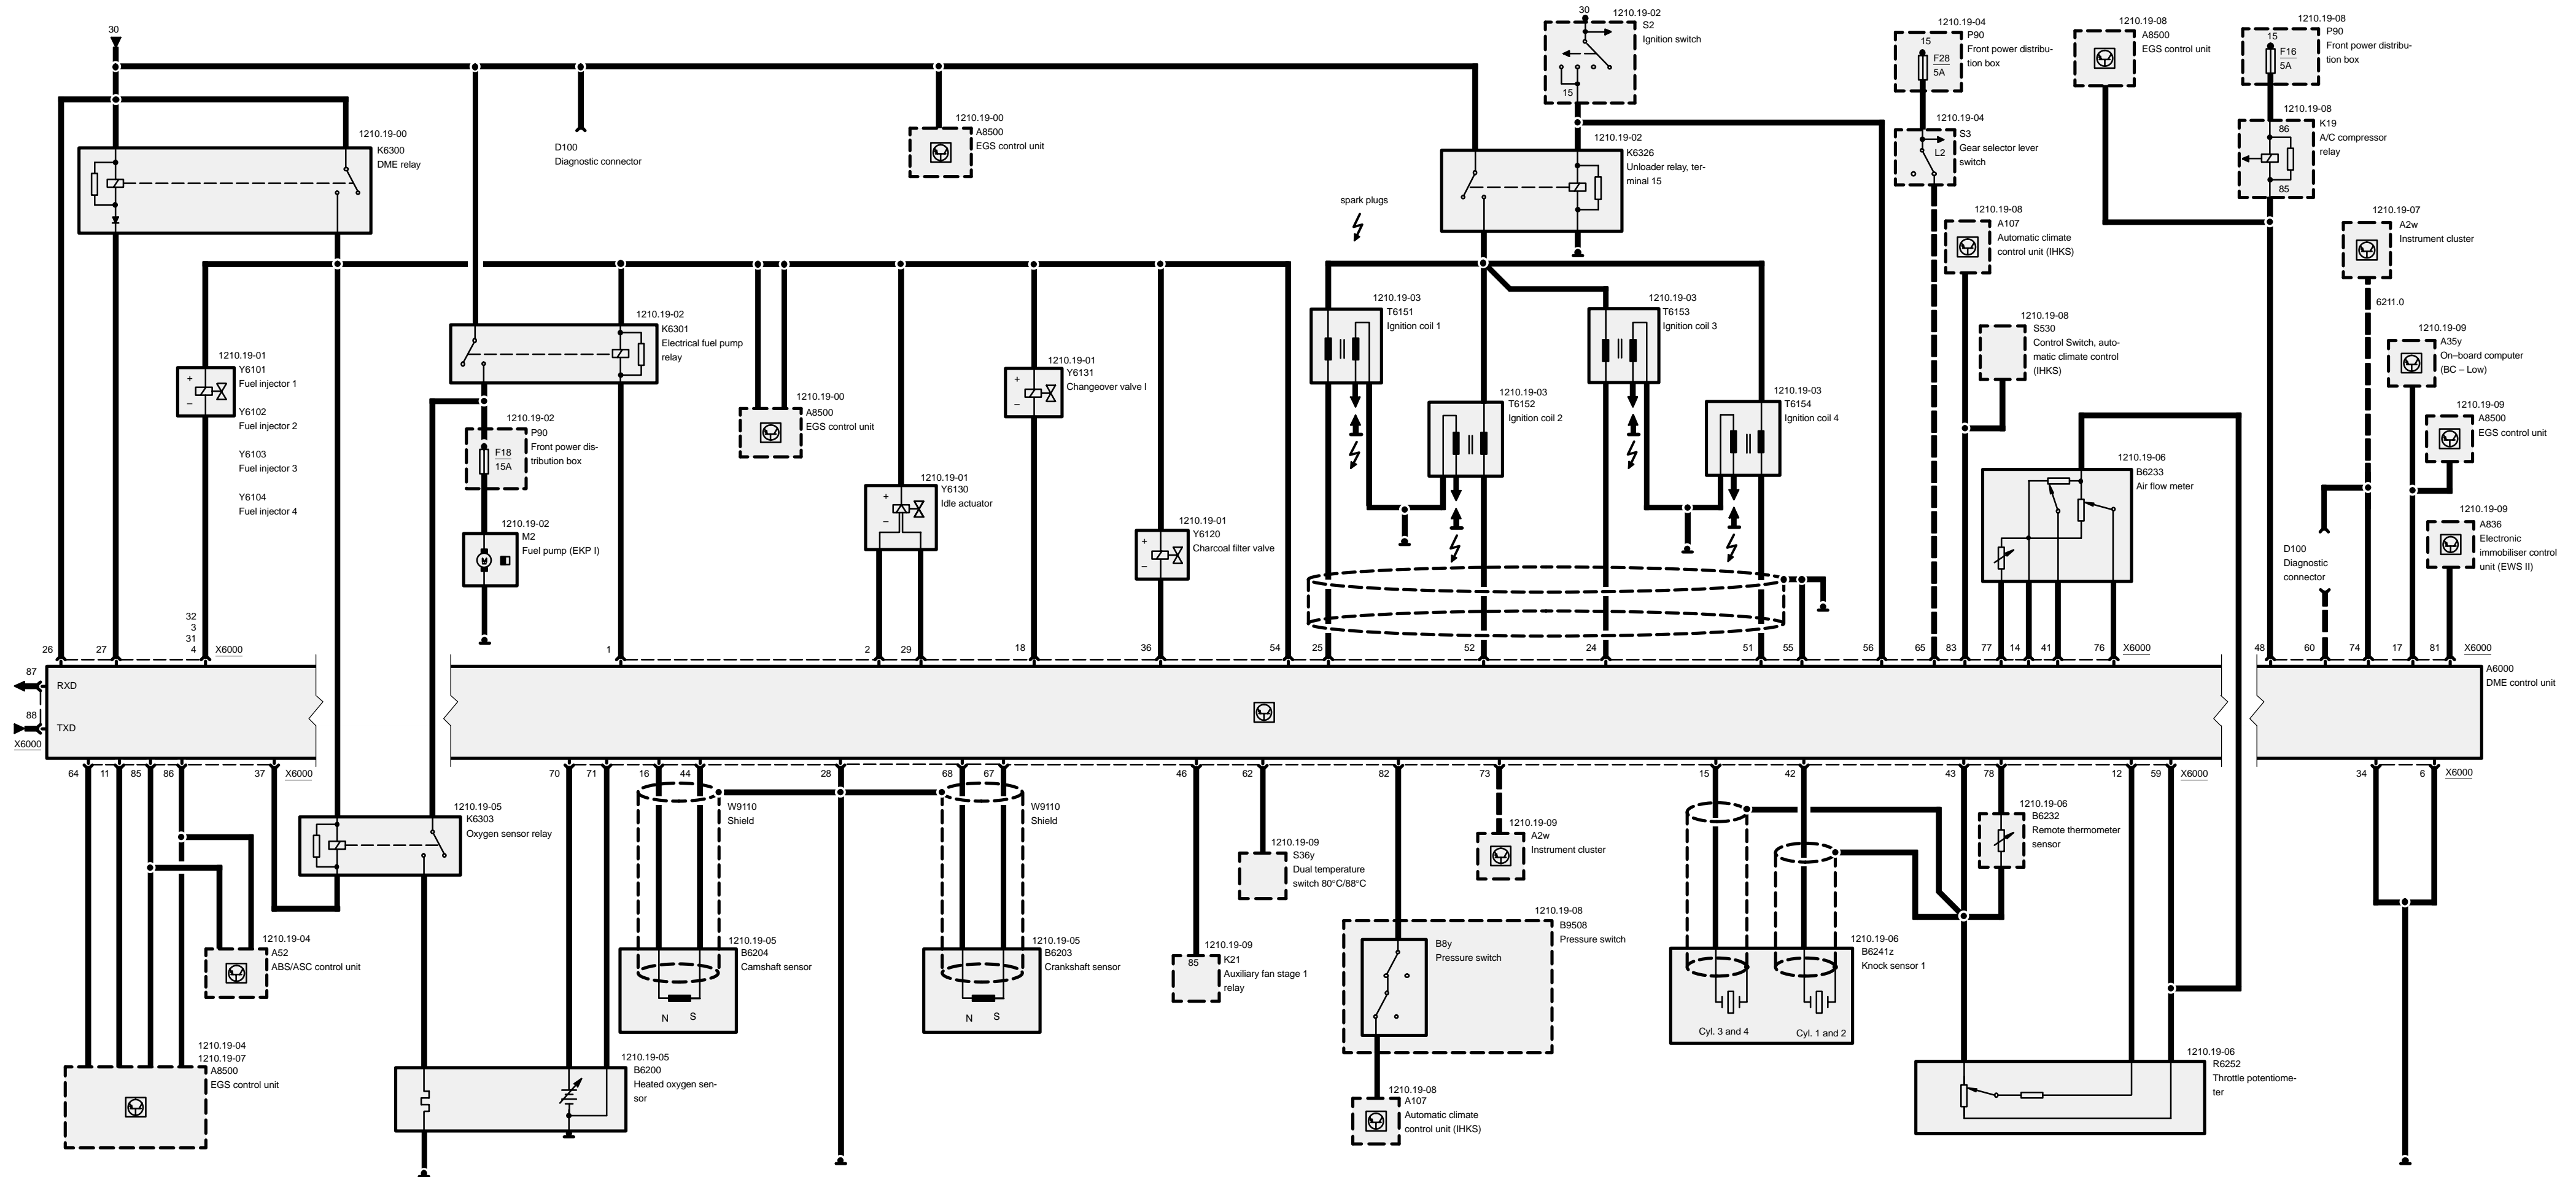 30
1210.19-00
K6300
DME relay
D100
Diagnostic connector
1210.19-00
A8500
EGS control unit
30
1210.19-02
S2
Ignition switch
15
1210.19-02
K6326
Unloader relay, ter-
minal 15
spark plugs
1210.19-04
P90
Front power distribu-
tion box
15
F28
5A
1210.19-04
S3
Gear selector lever
switch
L2
1210.19-08
A8500
EGS control unit
1210.19-08
P90
Front power distribu-
tion box
15
F16
5A
1210.19-08
K19
A/C compressor
relay
86
85
1210.19-08
A107
Automatic climate
control unit (IHKS)
1210.19-07
A2w
Instrument cluster
6211.0
1210.19-08
S530
Control Switch, auto-
matic climate control
(IHKS)
1210.19-09
A35y
On–board computer
(BC – Low)
1210.19-09
A8500
EGS control unit
1210.19-09
A836
Electronic
immobiliser control
unit (EWS II)
D100
Diagnostic
connector
1210.19-06
B6233
Air flow meter
1210.19-01
Y6101
Fuel injector 1
Y6102
Fuel injector 2
Y6103
Fuel injector 3
Y6104
Fuel injector 4
+
–
1210.19-02
K6301
Electrical fuel pump
relay
1210.19-02
P90
Front power dis-
tribution box
F18
15A
1210.19-02
M2
Fuel pump (EKP I)
M
1210.19-00
A8500
EGS control unit
1210.19-01
Y6130
Idle actuator
+
–
1210.19-01
Y6131
Changeover valve I
+
–
1210.19-01
Y6120
Charcoal filter valve
+
–
1210.19-03
T6151
Ignition coil 1
1210.19-03
T6152
Ignition coil 2
1210.19-03
T6153
Ignition coil 3
1210.19-03
T6154
Ignition coil 4
32
3
31
26
27
4
X6000
1
2
29
18
36
54
25
52
24
51
55
56
65
83
77
14
41
76
X6000
48
60
74
17
81
X6000
87
RXD
88
TXD
X6000
A6000
DME control unit
64
11
85
86
37
X6000
70
71
16
44
28
68
67
46
62
82
73
15
42
43
78
12
59
X6000
34
6
X6000
1210.19-05
K6303
Oxygen sensor relay
W9110
Shield
W9110
Shield
1210.19-09
S36y
Dual temperature
switch 80°C/88°C
1210.19-09
A2w
Instrument cluster
1210.19-06
B6232
Remote thermometer
sensor
1210.19-04
A52
ABS/ASC control unit
1210.19-05
B6204
Camshaft sensor
N
S
1210.19-05
B6203
Crankshaft sensor
N
S
1210.19-09
K21
Auxiliary fan stage 1
relay
85
1210.19-08
B9508
Pressure switch
B8y
Pressure switch
1210.19-06
B6241z
Knock sensor 1
Cyl. 3 and 4
Cyl. 1 and 2
1210.19-04
1210.19-07
A8500
EGS control unit
1210.19-05
B6200
Heated oxygen sen-
sor
1210.19-08
A107
Automatic climate
control unit (IHKS)
1210.19-06
R6252
Throttle potentiome-
ter